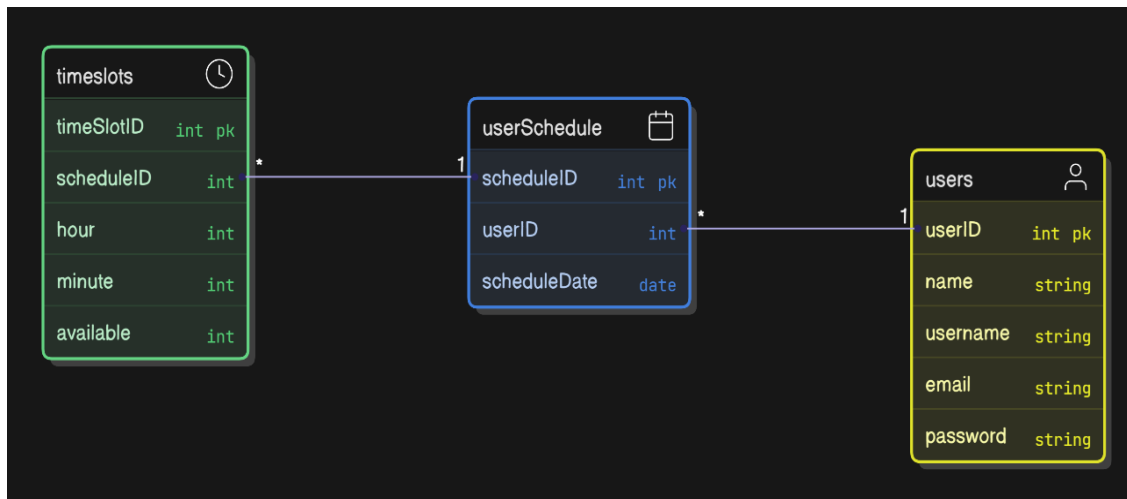 timeslots
timeSlotID int pk
scheduleID int
hour int
minute int
available int
* 1
userSchedule
scheduleID int pk
userID int
scheduleDate date
* 1
users
userID int pk
name string
username string
email string
password string